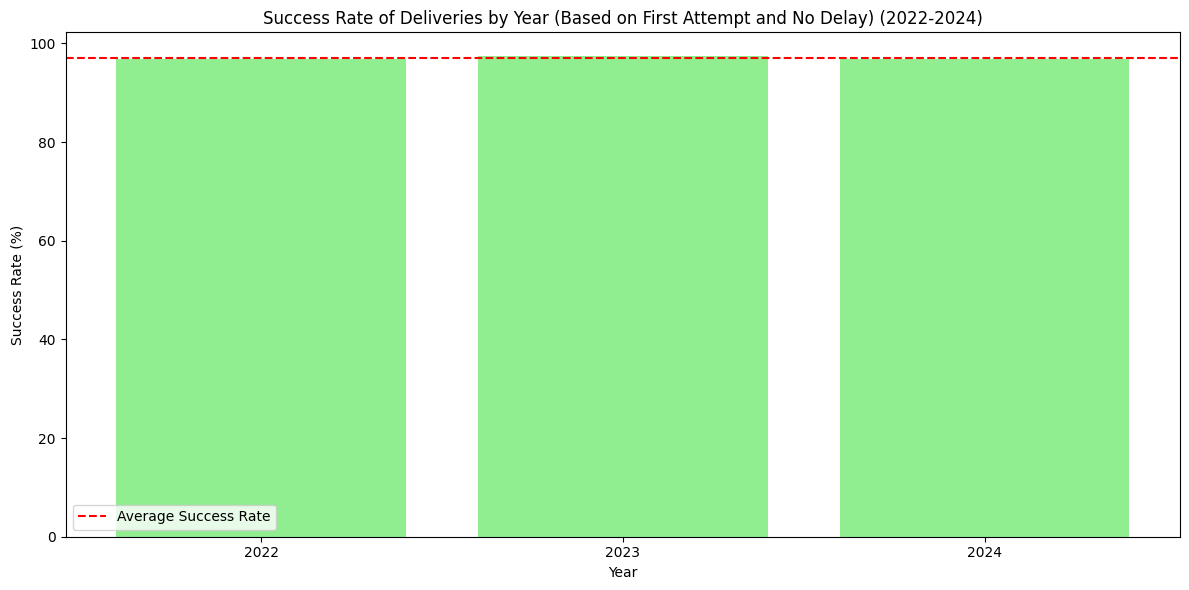 Success Rate of Deliveries by Year (Based on First Attempt and No Delay) (2022-2024)
100
80
60
40
20
0
Success Rate (%)
Average Success Rate
2022
2023
2024
Year